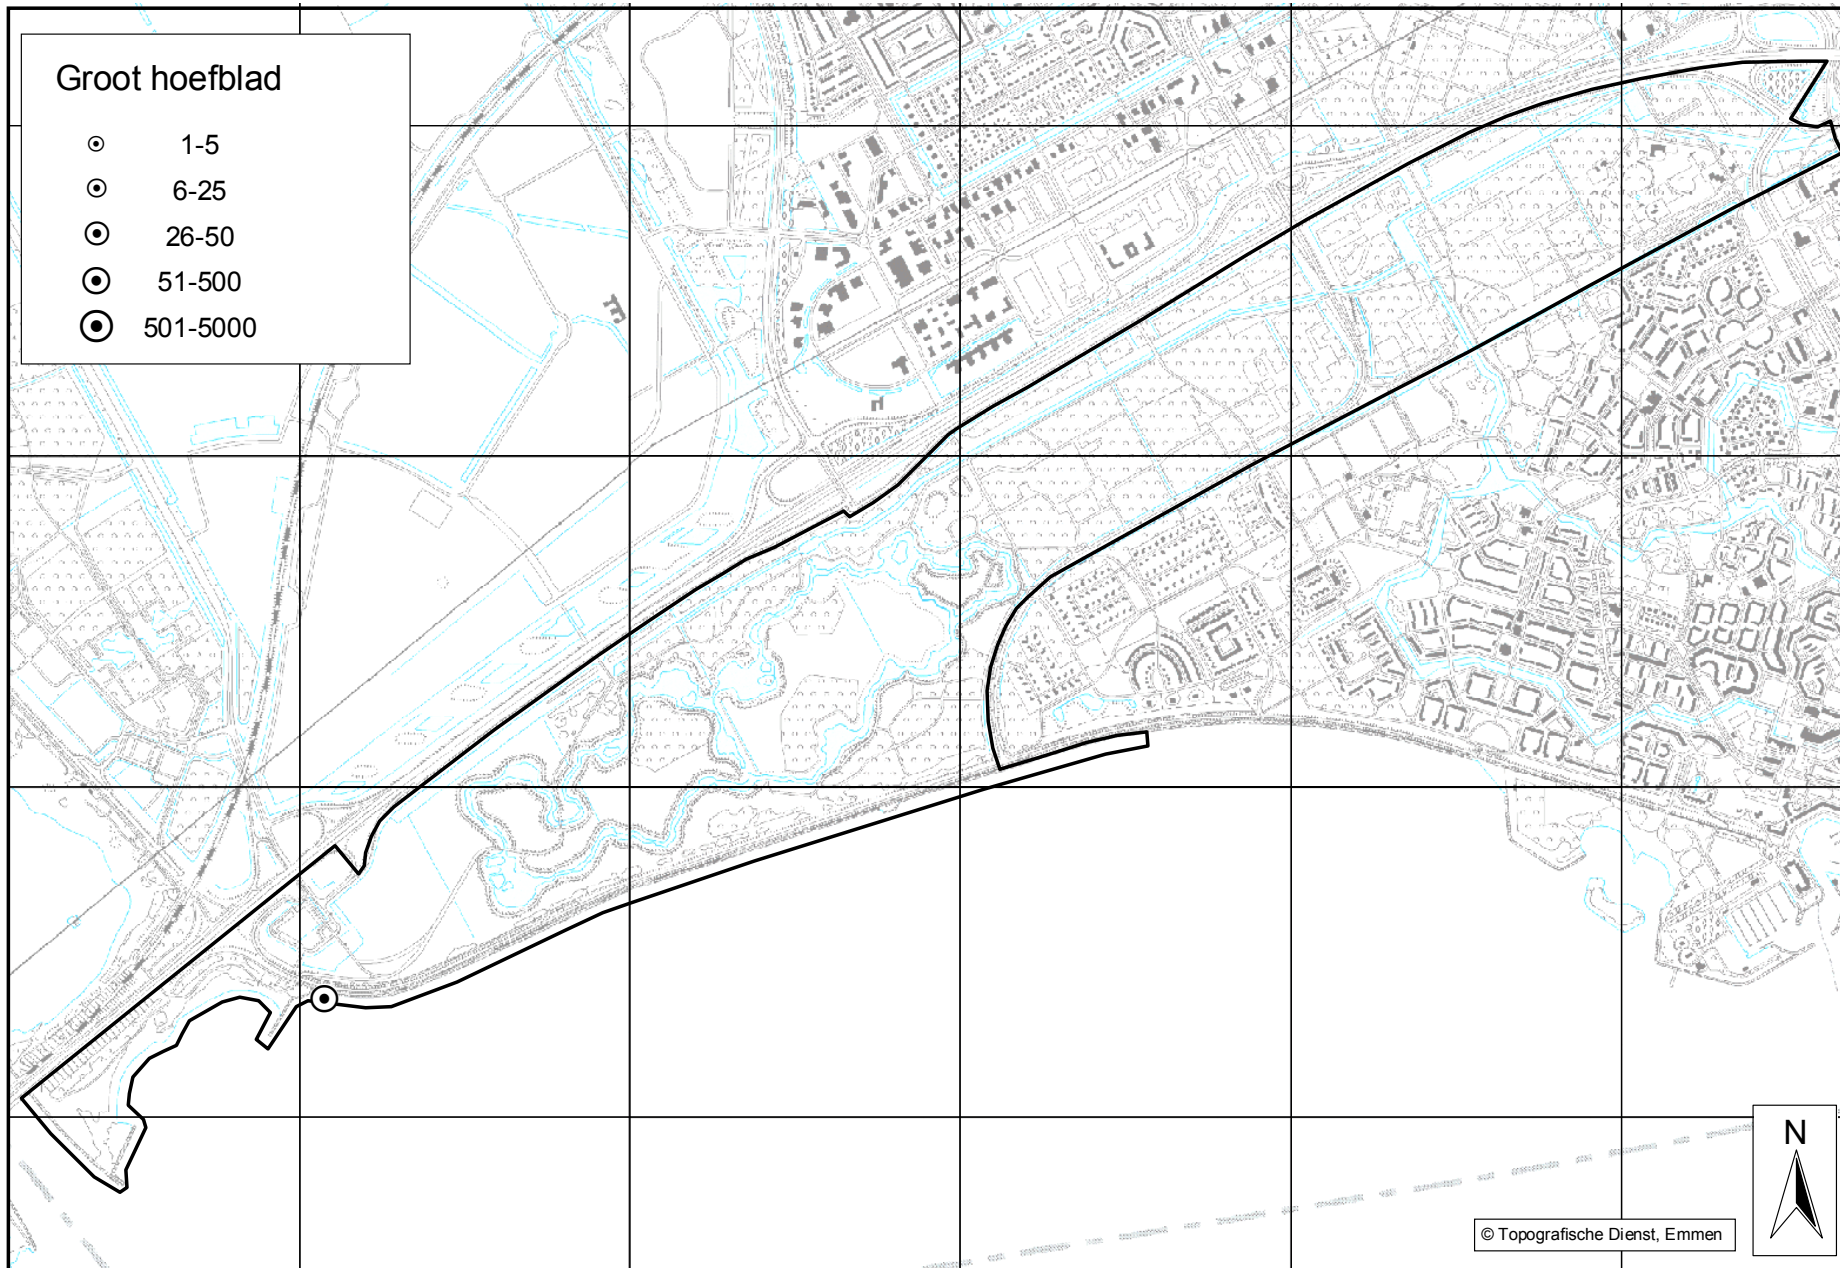 Groot hoefblad
1-5
6-25
26-50
51-500
501-5000
N
© Topografische Dienst, Emmen